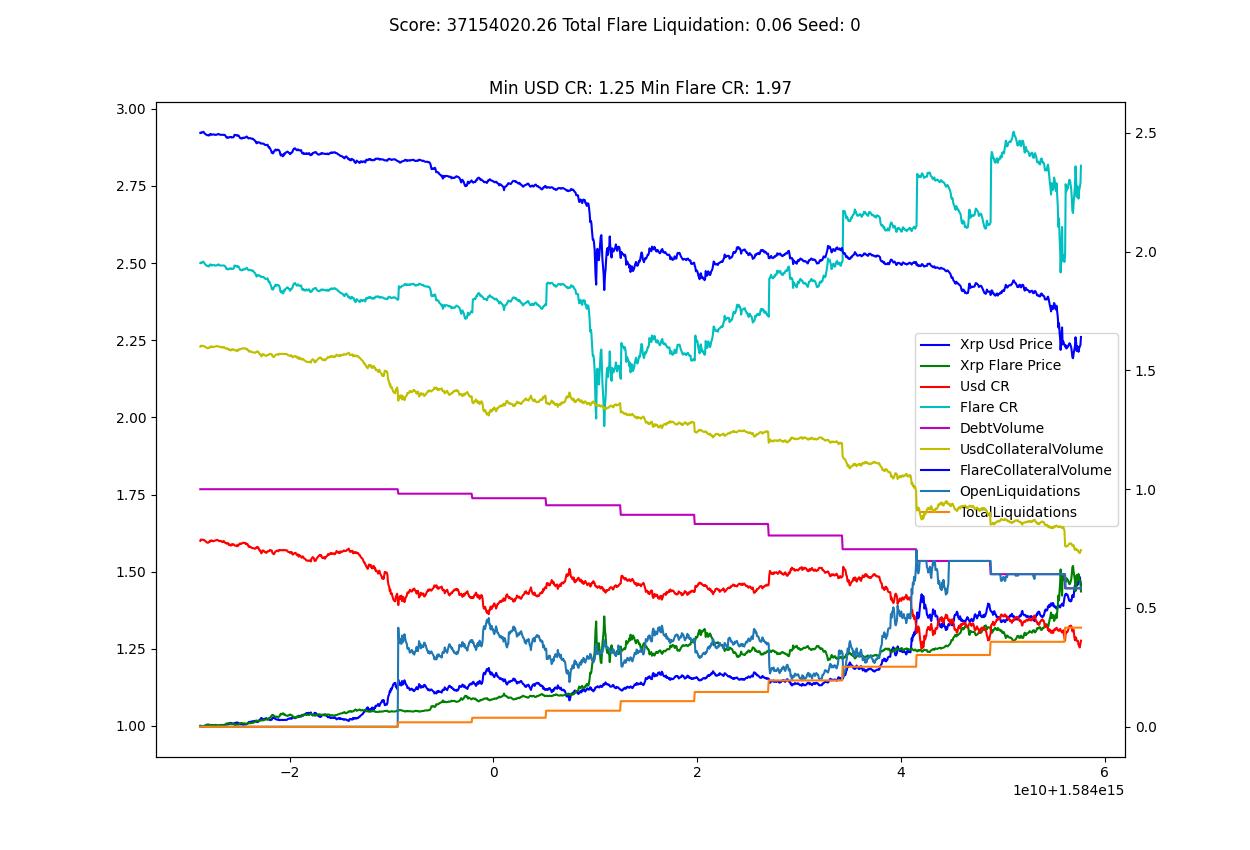 Score: 37154020.26 Total Flare Liquidation: 0.06 Seed: 0
Min USD CR: 1.25 Min Flare CR: 1.97
3.00
2.75
2.50
2.25
2.00
1.75
1.50
1.25
1.00
2.5
2.0
1.5
1.0
0.5
0.0
Xrp Usd Price
Xrp Flare Price
Usd CR
Flare CR
DebtVolume
UsdCollateralVolume
FlareCollateralVolume
OpenLiquidations
TotalLiquidations
−2 0 2 4 6
1e10+1.584e15